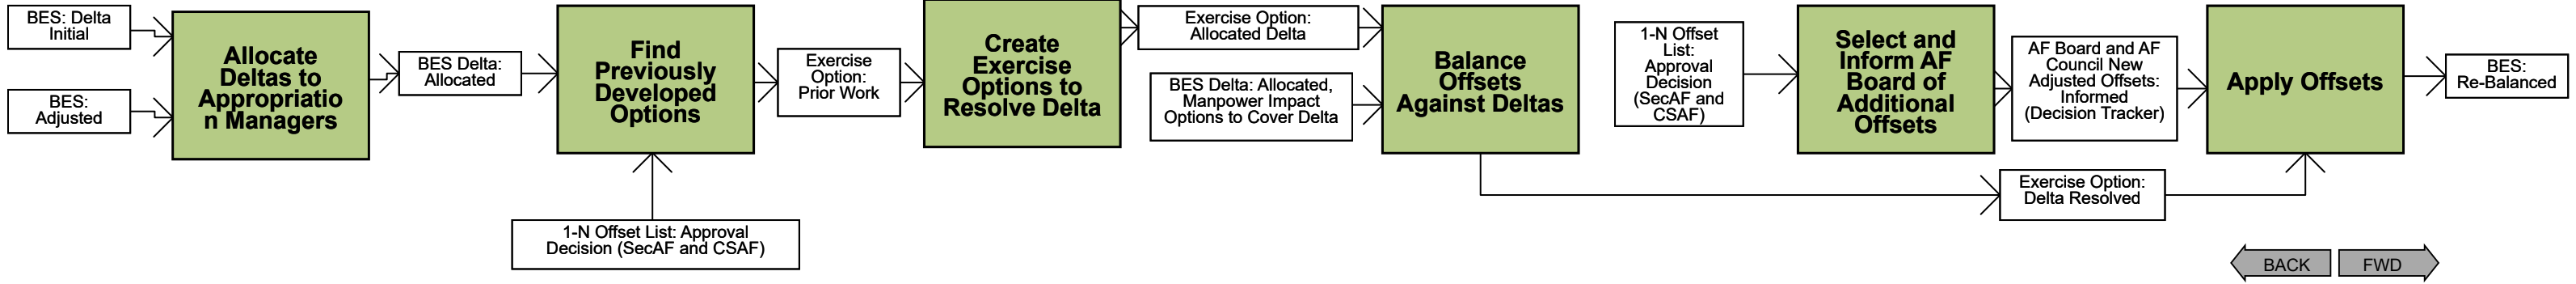 BES: Delta
Initial
BES:
Adjusted
Allocate
Deltas to
Appropriatio
n Managers
BES Delta:
Allocated
Find
Previously
Developed
Options
1-N Offset List: Approval
Decision (SecAF and CSAF)
Exercise
Option:
Prior Work
Create
Exercise
Options to
Resolve Delta
Exercise Option:
Allocated Delta
BES Delta: Allocated,
Manpower Impact
Options to Cover Delta
Balance
Offsets
Against Deltas
1-N Offset
List:
Approval
Decision
(SecAF and
CSAF)
Select and
Inform AF
Board of
Additional
Offsets
AF Board and AF
Council New
Adjusted Offsets:
Informed
(Decision Tracker)
Exercise Option:
Delta Resolved
Apply Offsets
BES:
Re-Balanced
BACK
FWD